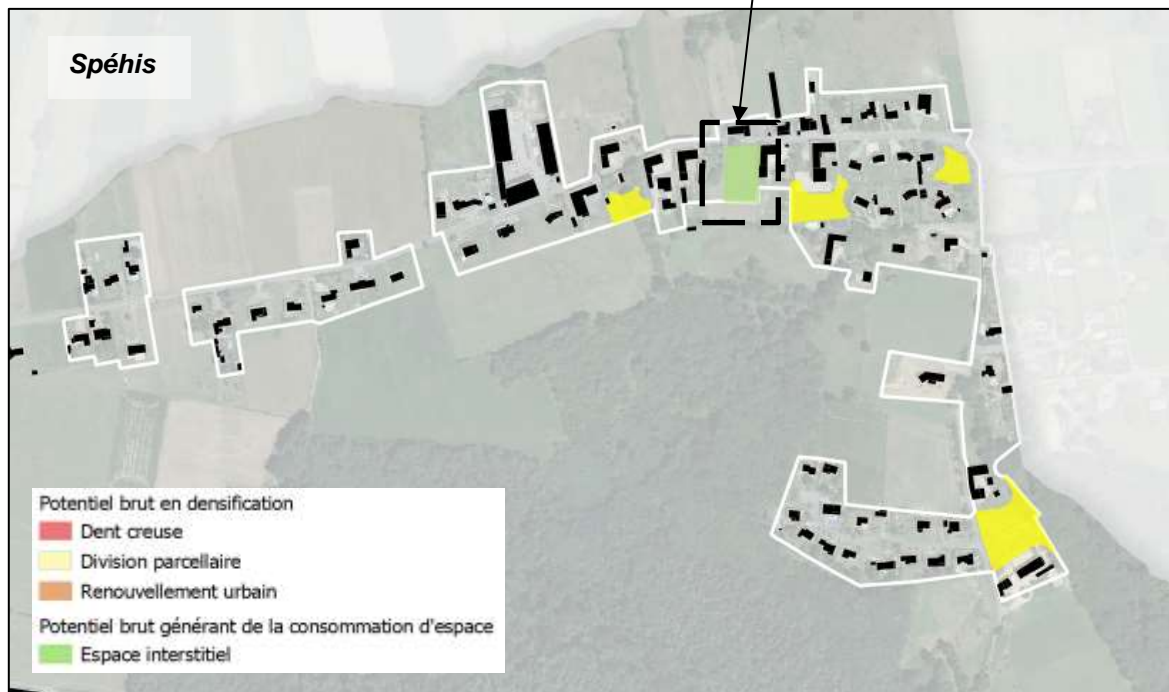 Spéhis
Potentiel brut en densification
Dent creuse
Division parcellaire
Renouvellement urbain
Potentiel brut générant de la consommation d'espace
Espace interstitiel